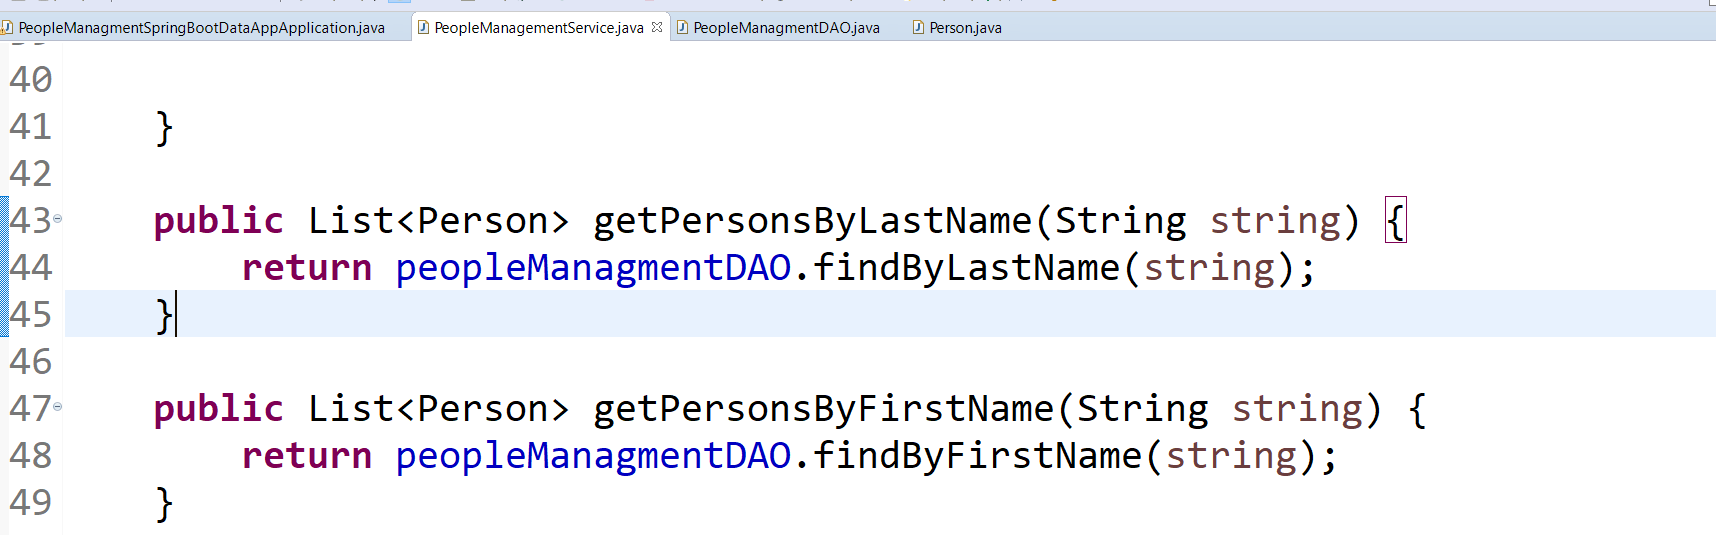 PeopleManagmentSpringBootDataAppApplication.java PeopleManagementService.java PeopleManagmentDAO.java Person.java
40
41 }
42
43 public List<Person> getPersonsByLastName(String string) {
44 return peopleManagmentDAO.findByLastName(string);
45 }
46
47 public List<Person> getPersonsByFirstName(String string) {
48 return peopleManagmentDAO.findByFirstName(string);
49 }